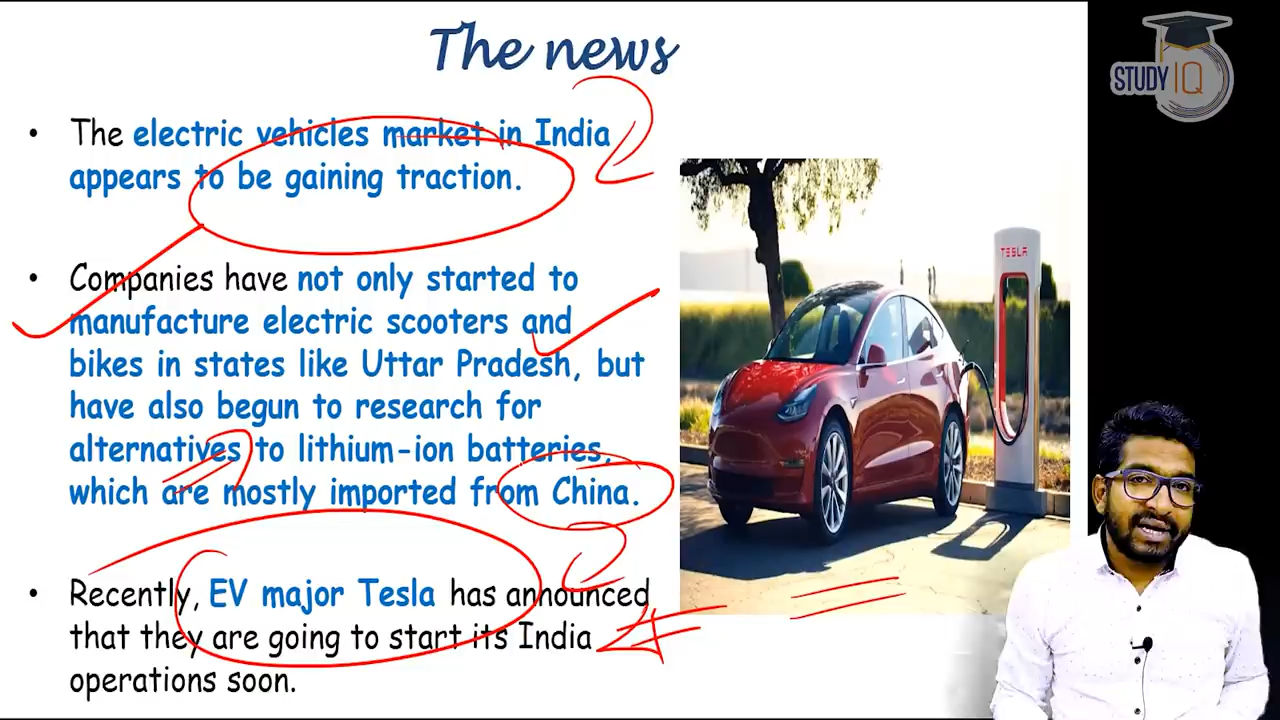 The news
• The electric vehicles market in India
appears to be gaining traction.
• Companies have not only started to
manufacture electric scooters and
bikes in states like Uttar Pradesh, but
have also begun to research for
alternatives to lithium-ion batteries,
which are mostly imported from China.
• Recently, EV major Tesla has announced
that they are going to start its India
operations soon.
TESLA
STUDY IQ